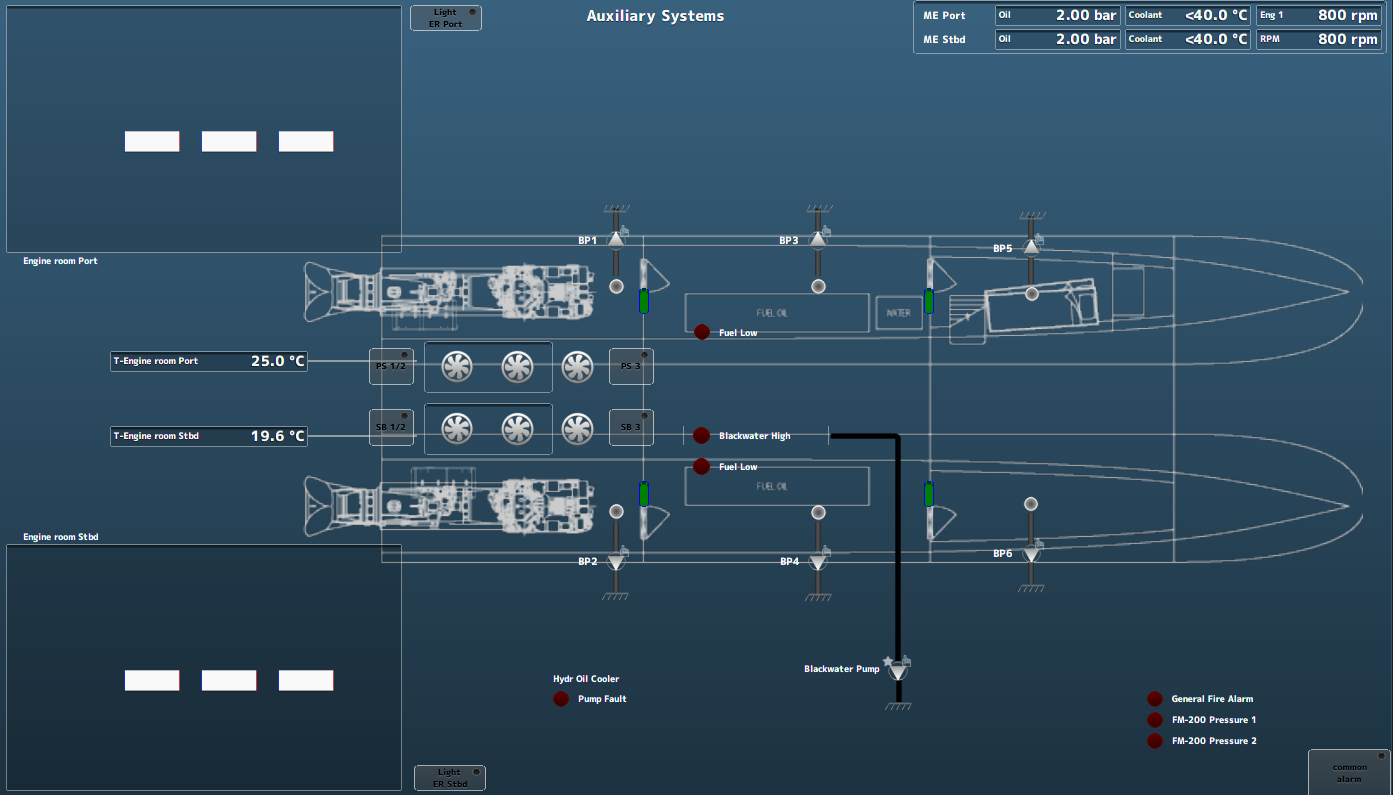 Light
ER Port
Auxiliary Systems
ME Port
Oil
2.00 bar
Coolant
<40.0 °C
Eng 1
800 rpm
ME Stbd
Oil
2.00 bar
Coolant
<40.0 °C
RPM
800 rpm
BP1
BP3
BP5
Engine room Port
FUEL OIL
WATER
Fuel Low
T-Engine room Port
25.0 °C
PS 1/2
PS 3
T-Engine room Stbd
19.6 °C
SB 1/2
SB 3
Blackwater High
Fuel Low
FUEL OIL
Engine room Stbd
BP2
BP4
BP6
Blackwater Pump
Hydr Oil Cooler
Pump Fault
General Fire Alarm
FM-200 Pressure 1
FM-200 Pressure 2
Light
ER Stbd
common
alarm